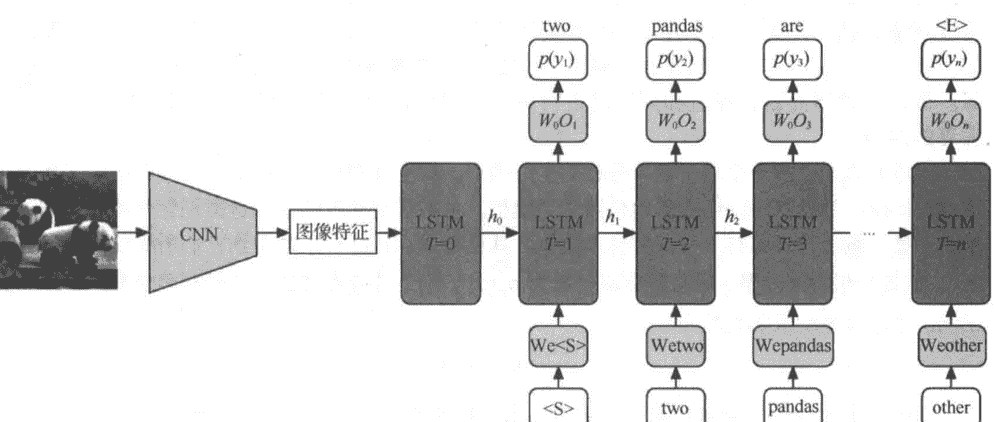 two pandas are <E>
p(y₁) p(y₂) p(y₃) p(yₙ)
W₀O₁ W₀O₂ W₀O₃ W₀Oₙ
CNN
图像特征
LSTM T=0
h₀
LSTM T=1
h₁
LSTM T=2
h₂
LSTM T=3
...
LSTM T=n
We<S> Wetwo Wepandas Weother
<S> two pandas other